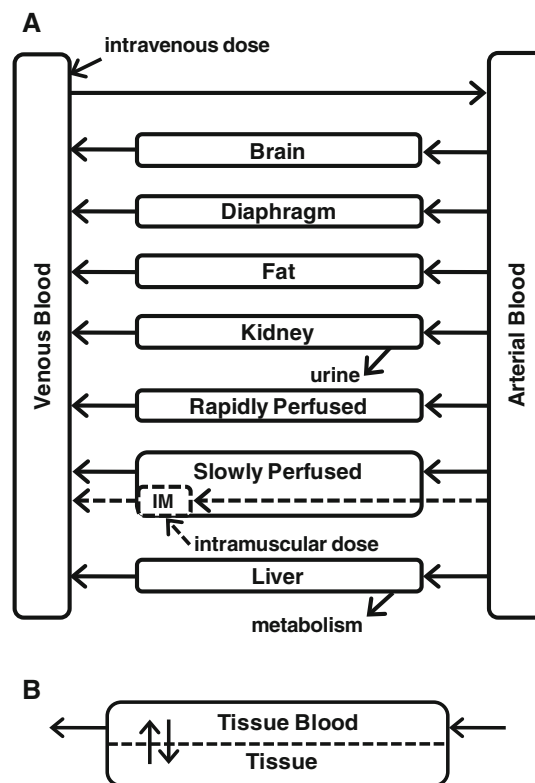 A
intravenous dose
Venous Blood
Arterial Blood
Brain
Diaphragm
Fat
Kidney
urine
Rapidly Perfused
Slowly Perfused
IM
intramuscular dose
Liver
metabolism
B
Tissue Blood
Tissue